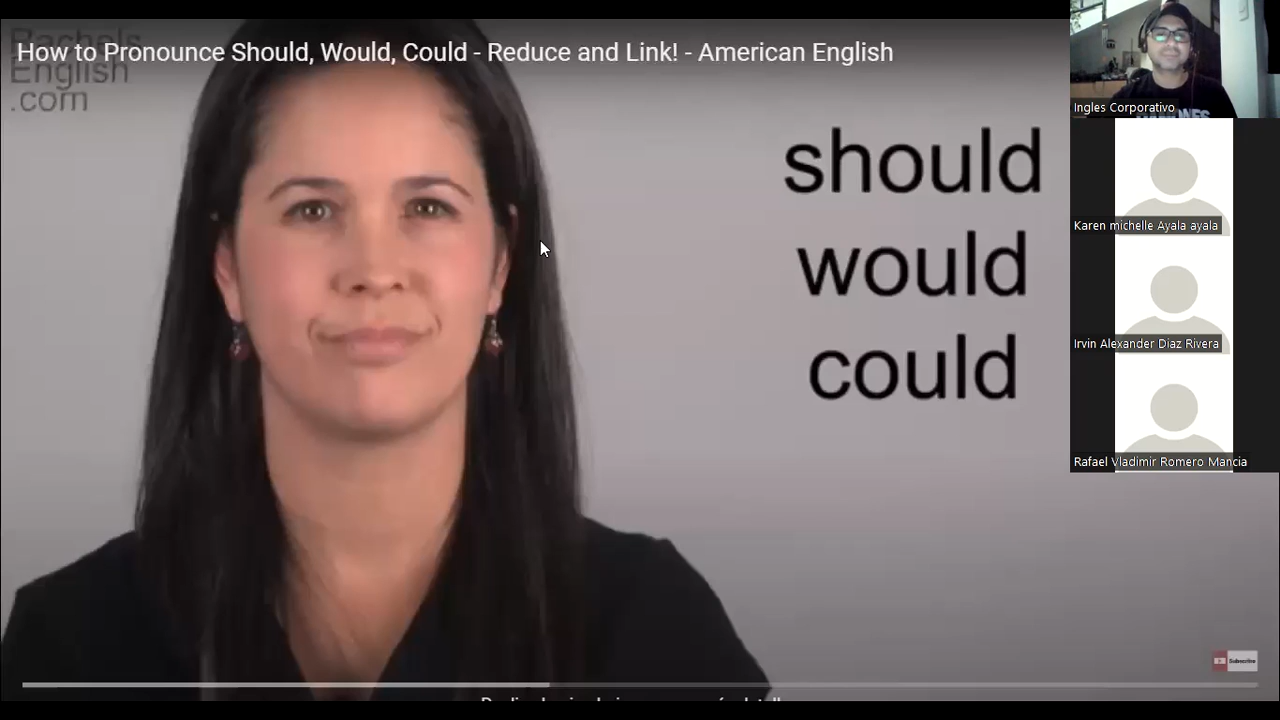 Rachels
English
.com
How to Pronounce Should, Would, Could - Reduce and Link! - American English
should
would
could
Ingles Corporativo
Karen michelle Ayala ayala
Irvin Alexander Diaz Rivera
Rafael Vladimir Romero Mancia
Subscribe